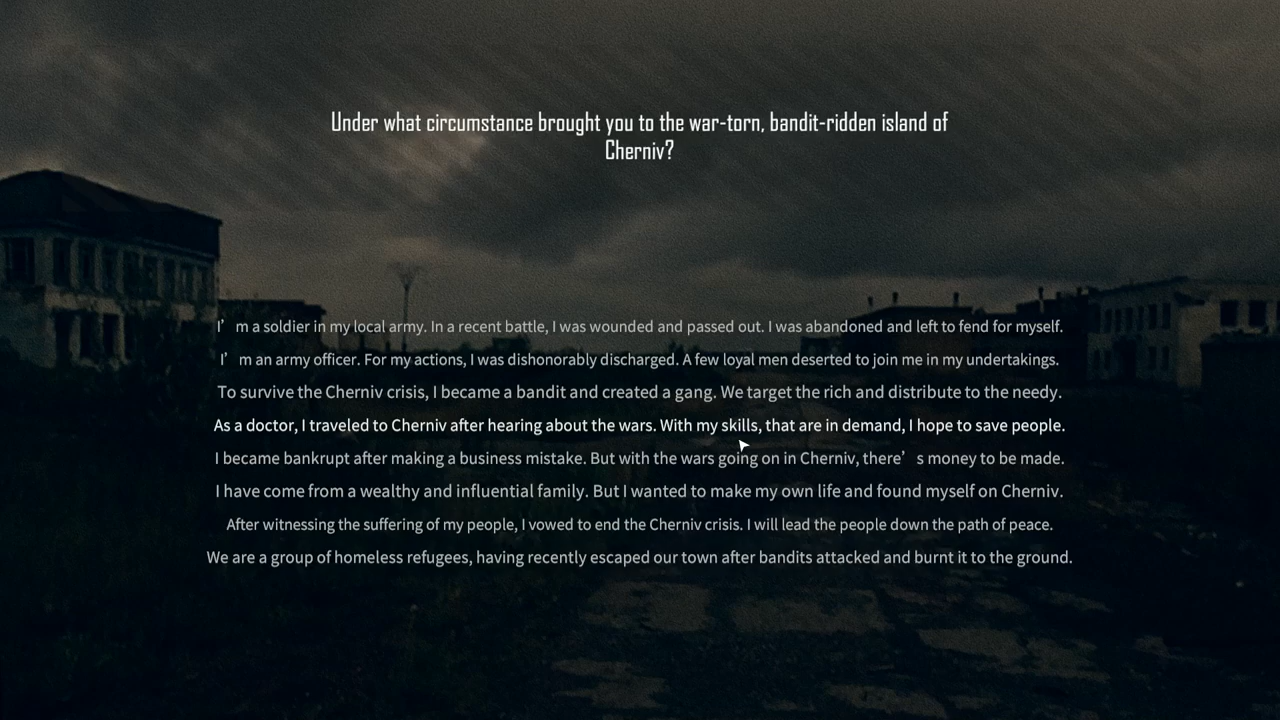 Under what circumstance brought you to the war-torn, bandit-ridden island of
Cherniv?
I’m a soldier in my local army. In a recent battle, I was wounded and passed out. I was abandoned and left to fend for myself.
I’m an army officer. For my actions, I was dishonorably discharged. A few loyal men deserted to join me in my undertakings.
To survive the Cherniv crisis, I became a bandit and created a gang. We target the rich and distribute to the needy.
As a doctor, I traveled to Cherniv after hearing about the wars. With my skills, that are in demand, I hope to save people.
I became bankrupt after making a business mistake. But with the wars going on in Cherniv, there’s money to be made.
I have come from a wealthy and influential family. But I wanted to make my own life and found myself on Cherniv.
After witnessing the suffering of my people, I vowed to end the Cherniv crisis. I will lead the people down the path of peace.
We are a group of homeless refugees, having recently escaped our town after bandits attacked and burnt it to the ground.